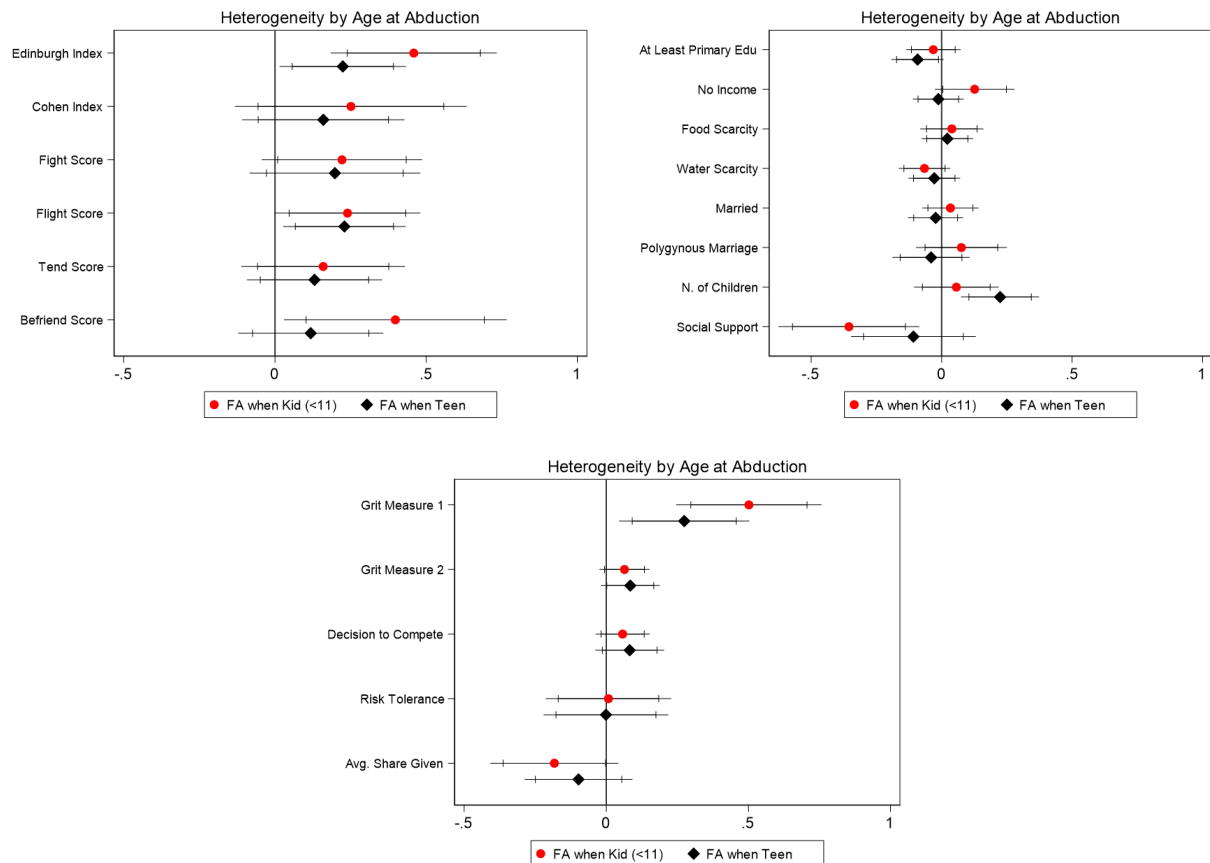 Heterogeneity by Age at Abduction
Edinburgh Index
Cohen Index
Fight Score
Flight Score
Tend Score
Befriend Score
-.5 0 .5 1
FA when Kid (<11) FA when Teen
Heterogeneity by Age at Abduction
At Least Primary Edu
No Income
Food Scarcity
Water Scarcity
Married
Polygynous Marriage
N. of Children
Social Support
-.5 0 .5 1
FA when Kid (<11) FA when Teen
Heterogeneity by Age at Abduction
Grit Measure 1
Grit Measure 2
Decision to Compete
Risk Tolerance
Avg. Share Given
-.5 0 .5 1
FA when Kid (<11) FA when Teen